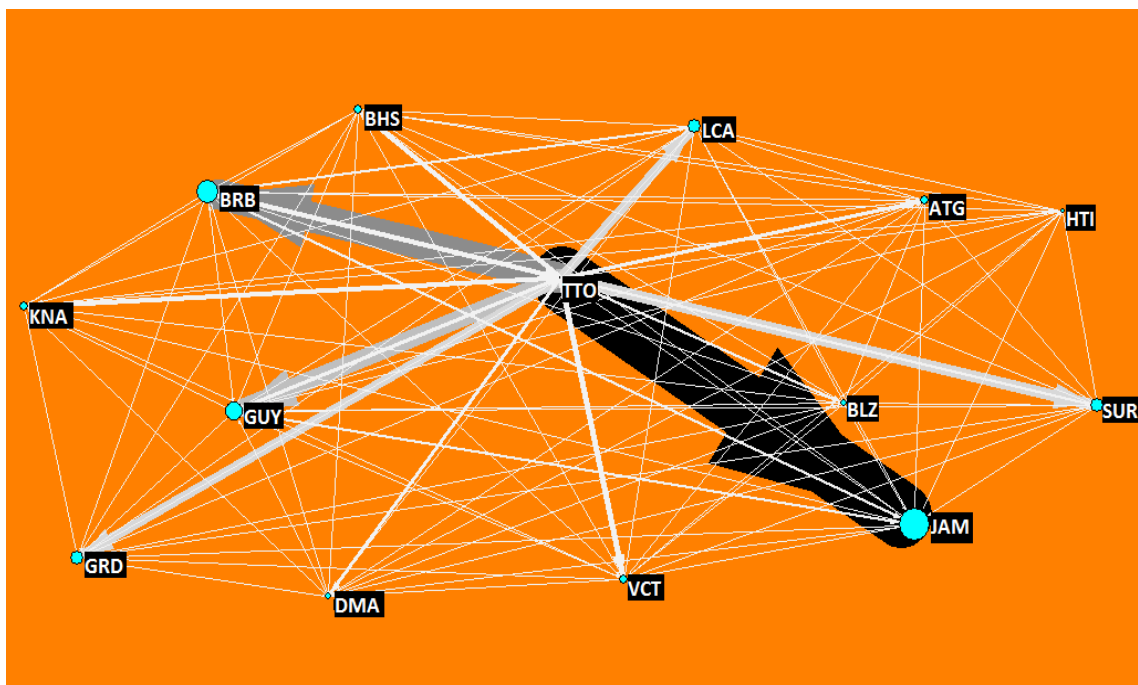 BHS
LCA
BRB
ATG
HTI
TTO
KNA
GUY
BLZ
SUR
JAM
GRD
VCT
DMA